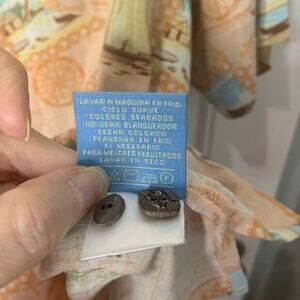 LAVAR A MAQUINA EN FRIO
CICLO SUAVE
COLORES SEPARADOS
NO USAR BLANQUEADOR
SECAR COLGADO
PLANCHAR EN FRIO
SI NECESARIO
PARA MEJORES RESULTADOS
LAVAR EN SECO
P